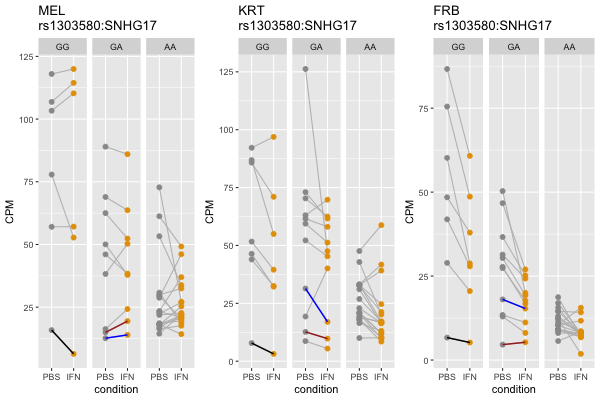 MEL
rs1303580:SNHG17
GG GA AA
125
100
75
50
25
CPM
PBS IFN PBS IFN PBS IFN
condition
KRT
rs1303580:SNHG17
GG GA AA
125
100
75
50
25
0
CPM
PBS IFN PBS IFN PBS IFN
condition
FRB
rs1303580:SNHG17
GG GA AA
75
50
25
0
CPM
PBS IFN PBS IFN PBS IFN
condition